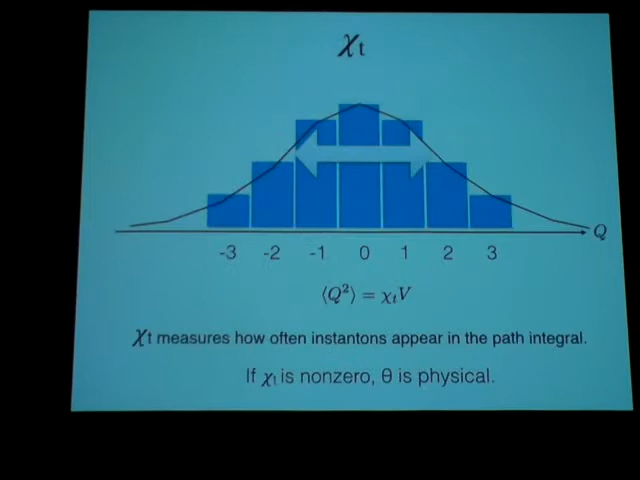 χt
Q
-3 -2 -1 0 1 2 3
⟨Q²⟩ = χtV
χt measures how often instantons appear in the path integral.
If χt is nonzero, θ is physical.